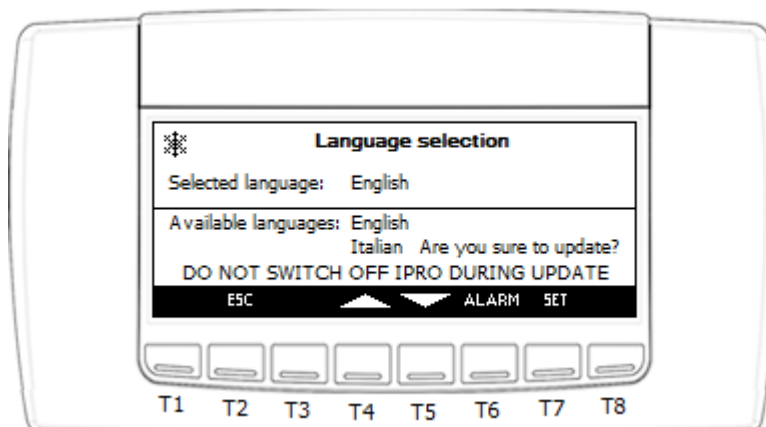 Language selection
Selected language: English
Available languages: English
Italian Are you sure to update?
DO NOT SWITCH OFF IPRO DURING UPDATE
ESC ALARM SET
T1 T2 T3 T4 T5 T6 T7 T8